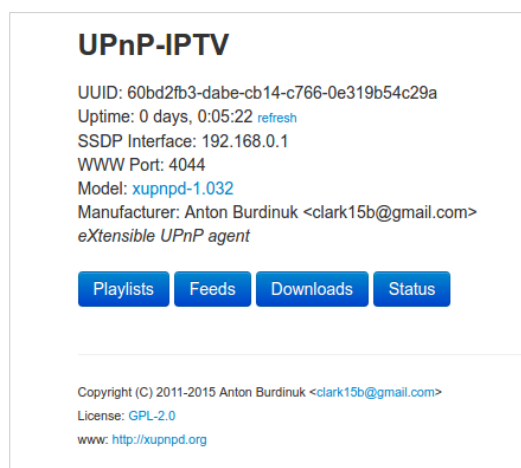 UPnP-IPTV
UUID: 60bd2fb3-dabe-cb14-c766-0e319b54c29a
Uptime: 0 days, 0:05:22 refresh
SSDP Interface: 192.168.0.1
WWW Port: 4044
Model: xupnpd-1.032
Manufacturer: Anton Burdinuk <clark15b@gmail.com>
eXtensible UPnP agent
Playlists Feeds Downloads Status
Copyright (C) 2011-2015 Anton Burdinuk <clark15b@gmail.com>
License: GPL-2.0
www: http://xupnpd.org